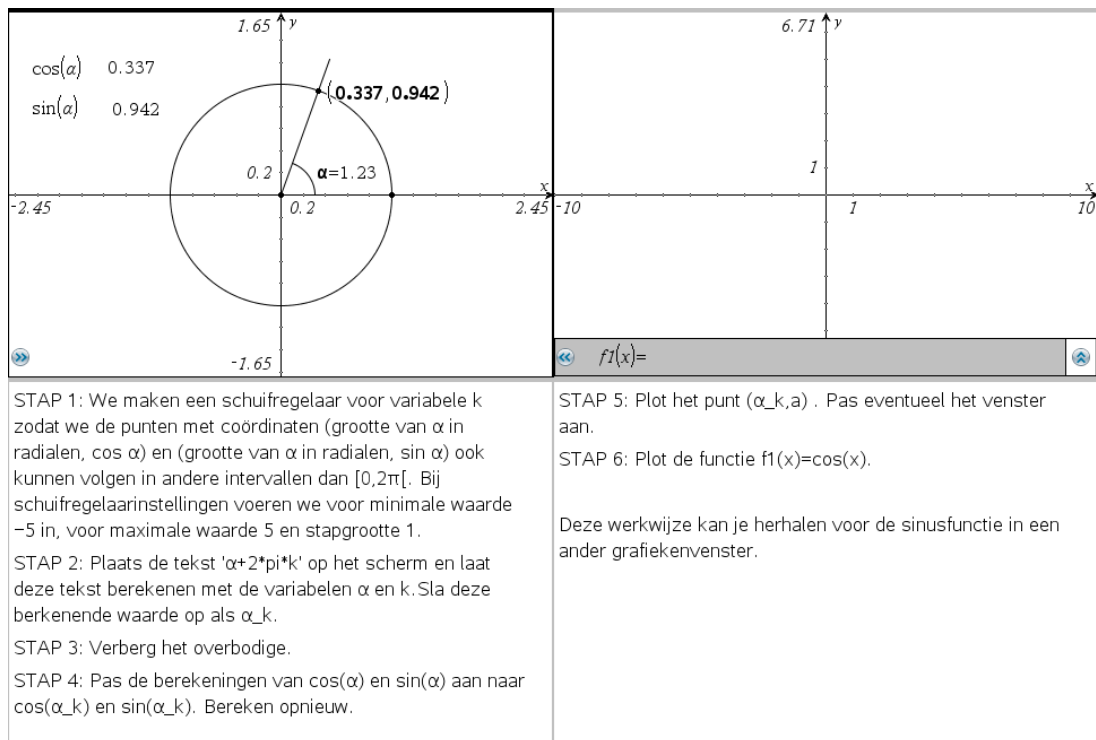 1.65 y
cos(α) 0.337
(0.337,0.942)
sin(α) 0.942
0.2 α=1.23
x
-2.45 0.2 2.45
-1.65
6.71 y
1
x
-10 1 10
f1(x)=
STAP 1: We maken een schuifregelaar voor variabele k
zodat we de punten met coördinaten (grootte van α in
radialen, cos α) en (grootte van α in radialen, sin α) ook
kunnen volgen in andere intervallen dan [0,2π[. Bij
schuifregelaarinstellingen voeren we voor minimale waarde
−5 in, voor maximale waarde 5 en stapgrootte 1.
STAP 2: Plaats de tekst 'α+2*pi*k' op het scherm en laat
deze tekst berekenen met de variabelen α en k.Sla deze
berkenende waarde op als α_k.
STAP 3: Verberg het overbodige.
STAP 4: Pas de berekeningen van cos(α) en sin(α) aan naar
cos(α_k) en sin(α_k). Bereken opnieuw.
STAP 5: Plot het punt (α_k,a) . Pas eventueel het venster
aan.
STAP 6: Plot de functie f1(x)=cos(x).
Deze werkwijze kan je herhalen voor de sinusfunctie in een
ander grafiekenvenster.